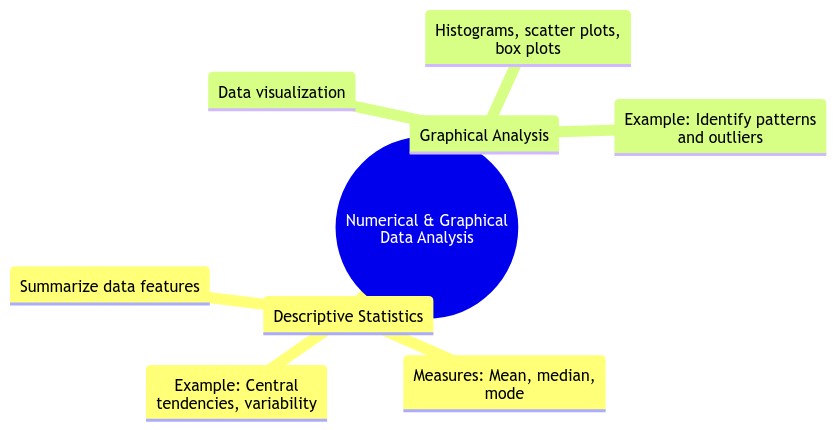 Histograms, scatter plots,
box plots
Data visualization
Example: Identify patterns
and outliers
Graphical Analysis
Numerical & Graphical
Data Analysis
Summarize data features
Descriptive Statistics
Measures: Mean, median,
mode
Example: Central
tendencies, variability